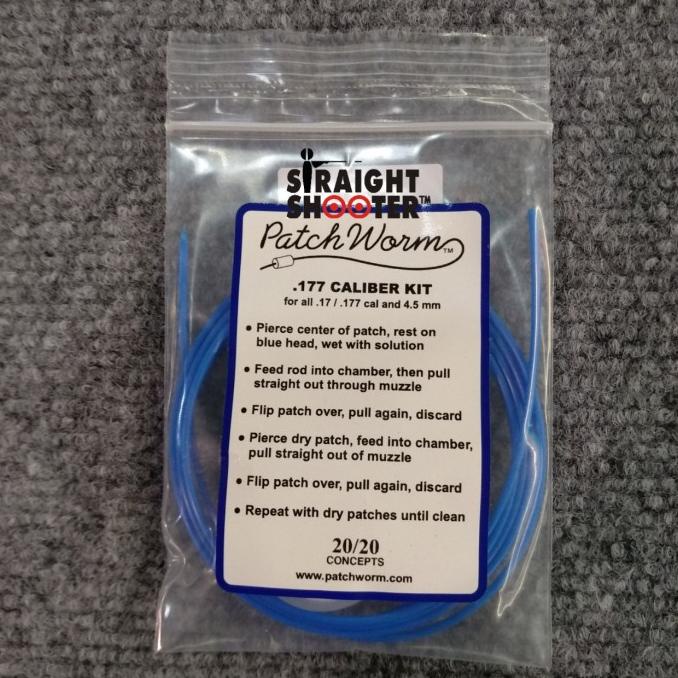 STRAIGHT
SHOOTER™
Patch Worm™
.177 CALIBER KIT
for all .17 / .177 cal and 4.5 mm
• Pierce center of patch, rest on
blue head, wet with solution
• Feed rod into chamber, then pull
straight out through muzzle
• Flip patch over, pull again, discard
• Pierce dry patch, feed into chamber,
pull straight out of muzzle
• Flip patch over, pull again, discard
• Repeat with dry patches until clean
20/20
CONCEPTS
www.patchworm.com